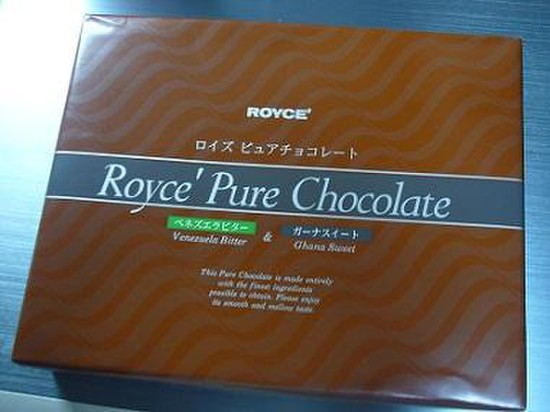 ROYCE'
ロイズ ピュアチョコレート
Royce' Pure Chocolate
ベネズエラビター
ガーナスイート
Venezuela Bitter & Ghana Sweet
This Pure Chocolate is made entirely
with the finest ingredients
possible to obtain. Please enjoy
its smooth and mellow taste.